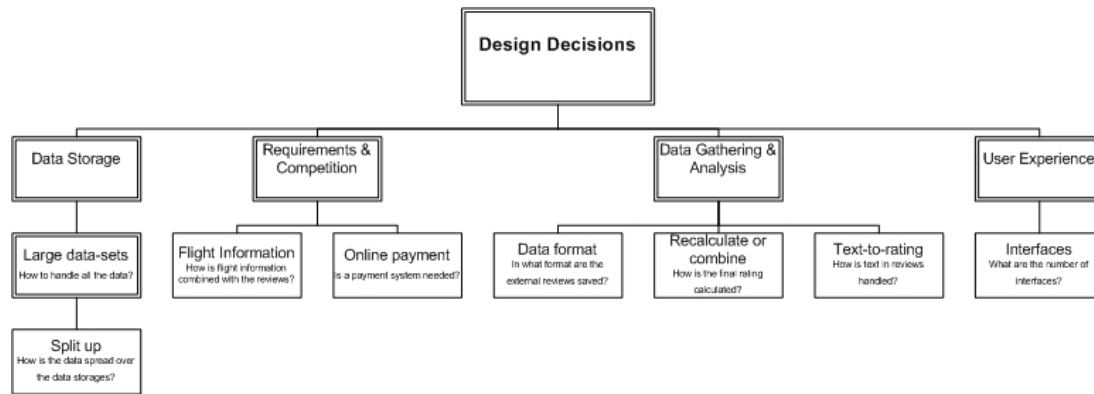 Design Decisions
Data Storage
Requirements &
Competition
Data Gathering &
Analysis
User Experience
Large data-sets
How to handle all the data?
Flight Information
How is flight information
combined with the reviews?
Online payment
Is a payment system needed?
Data format
In what format are the
external reviews saved?
Recalculate or
combine
How is the final rating
calculated?
Text-to-rating
How is text in reviews
handled?
Interfaces
What are the number of
interfaces?
Split up
How is the data spread over
the data storages?